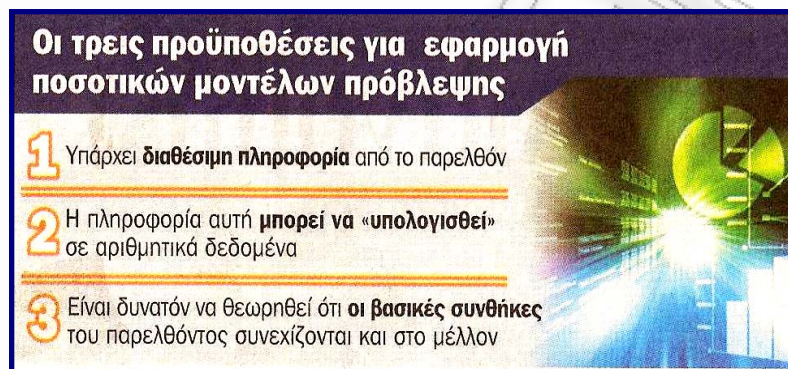 Οι τρεις προϋποθέσεις για εφαρμογή
ποσοτικών μοντέλων πρόβλεψης
1 Υπάρχει διαθέσιμη πληροφορία από το παρελθόν
2 Η πληροφορία αυτή μπορεί να «υπολογισθεί»
σε αριθμητικά δεδομένα
3 Είναι δυνατόν να θεωρηθεί ότι οι βασικές συνθήκες
του παρελθόντος συνεχίζονται και στο μέλλον